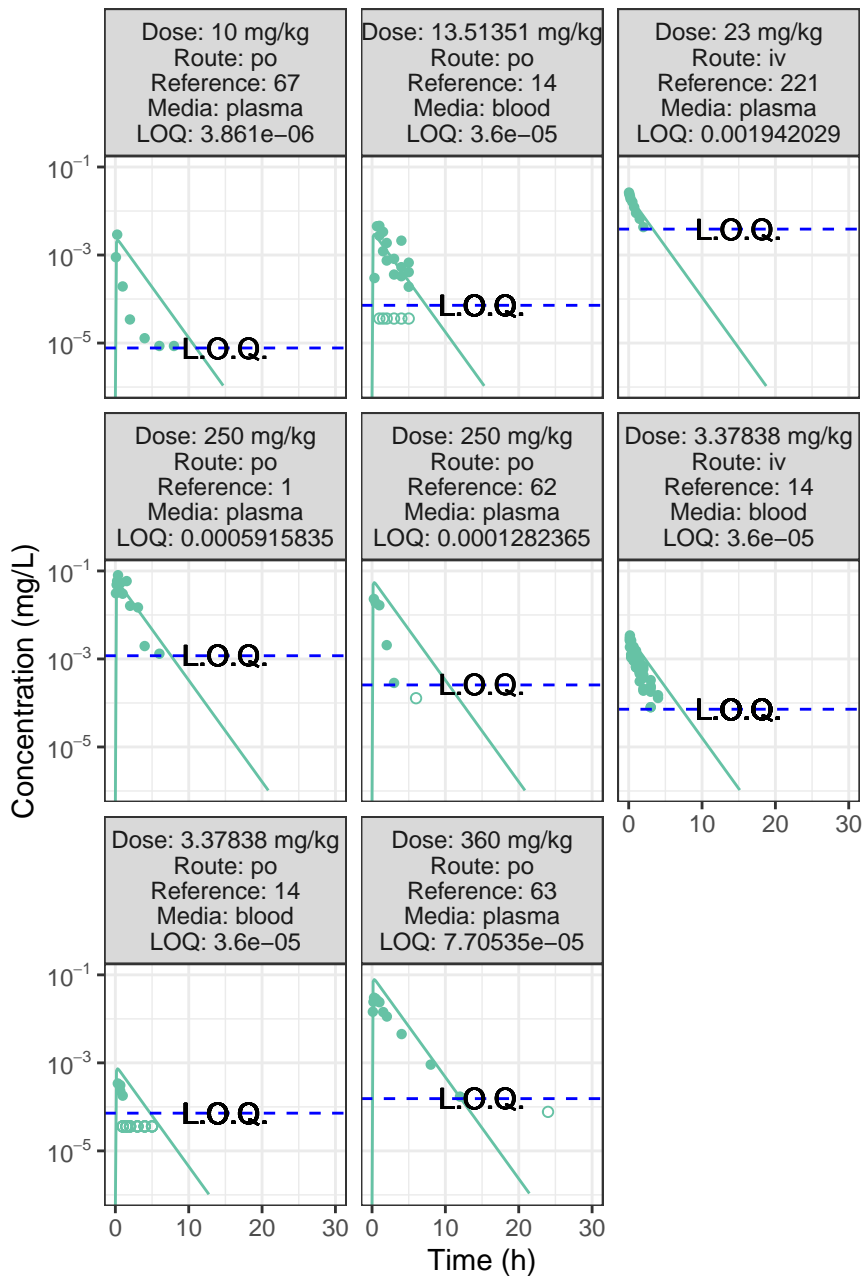 Dose: 10 mg/kg
Route: po
Reference: 67
Media: plasma
LOQ: 3.861e−06
Dose: 13.51351 mg/kg
Route: po
Reference: 14
Media: blood
LOQ: 3.6e−05
Dose: 23 mg/kg
Route: iv
Reference: 221
Media: plasma
LOQ: 0.001942029
10−1
10−3
10−5
L.O.Q.
L.O.Q.
L.O.Q.
Dose: 250 mg/kg
Route: po
Reference: 1
Media: plasma
LOQ: 0.0005915835
Dose: 250 mg/kg
Route: po
Reference: 62
Media: plasma
LOQ: 0.0001282365
Dose: 3.37838 mg/kg
Route: iv
Reference: 14
Media: blood
LOQ: 3.6e−05
Concentration (mg/L)
10−1
10−3
10−5
L.O.Q.
L.O.Q.
L.O.Q.
0 10 20 30
Dose: 3.37838 mg/kg
Route: po
Reference: 14
Media: blood
LOQ: 3.6e−05
Dose: 360 mg/kg
Route: po
Reference: 63
Media: plasma
LOQ: 7.70535e−05
10−1
10−3
10−5
L.O.Q.
L.O.Q.
0 10 20 30
0 10 20 30
Time (h)